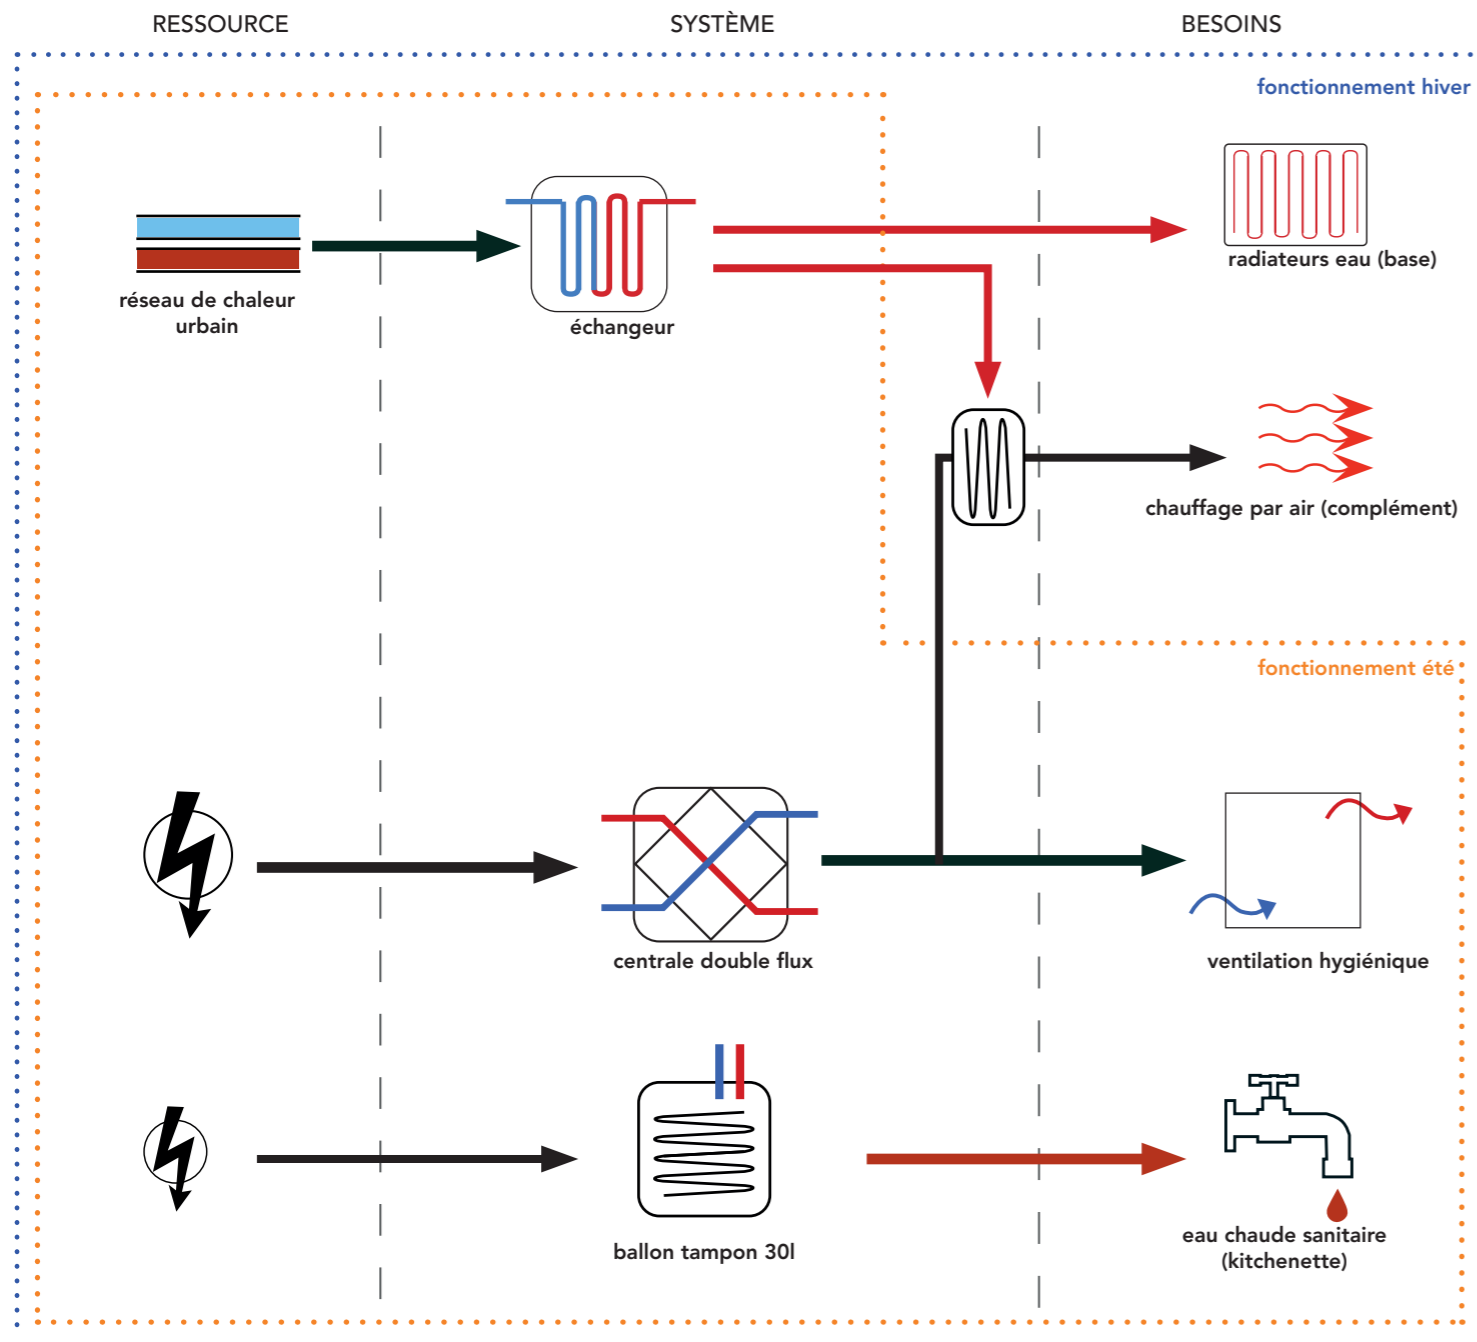 RESSOURCE
SYSTÈME
BESOINS
fonctionnement hiver
réseau de chaleur
urbain
échangeur
radiateurs eau (base)
chauffage par air (complément)
fonctionnement été
centrale double flux
ventilation hygiénique
ballon tampon 30l
eau chaude sanitaire
(kitchenette)